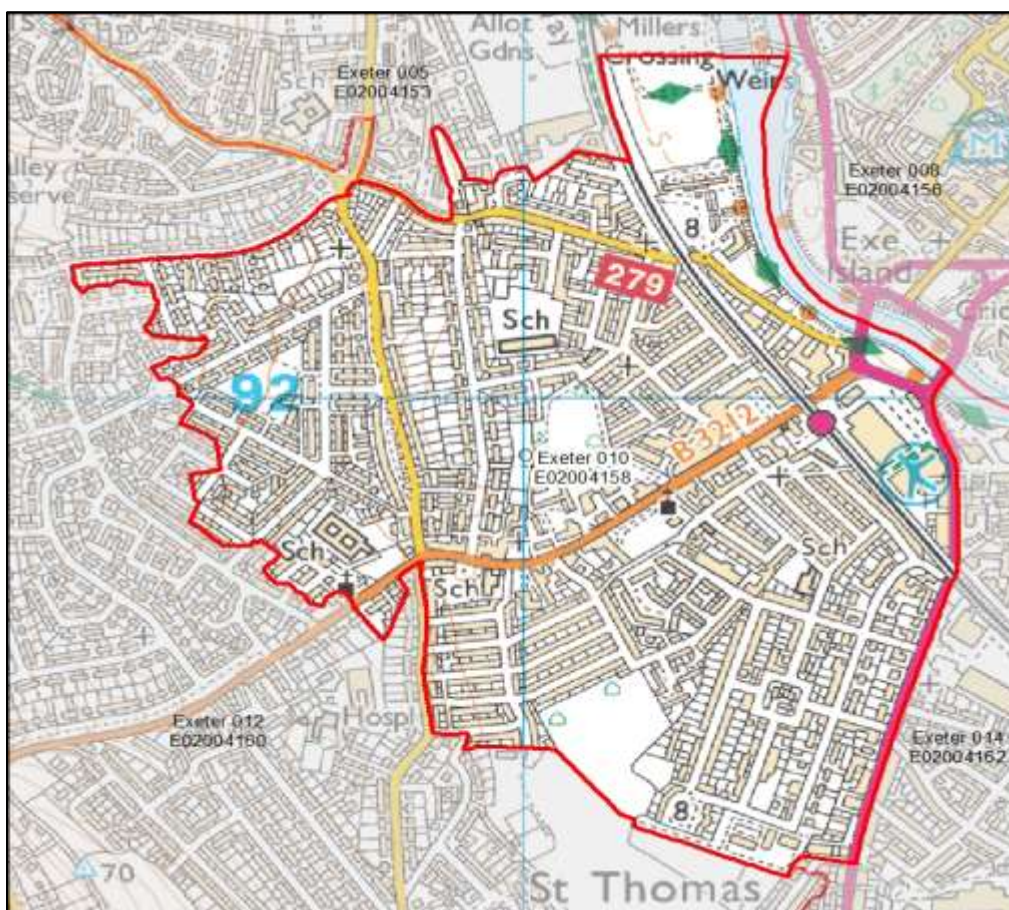 Allot
Gdns
Millers
Crossing
Weirs
Sch
Exeter 005
E02004153
Exeter 008
E02004156
M
8
Exe
Island
279
Sch
92
B 3212
Exeter 010
E02004158
Sch
Sch
Sch
Exeter 012
E02004160
Hospl
Exeter 014
E02004162
8
70
St Thomas